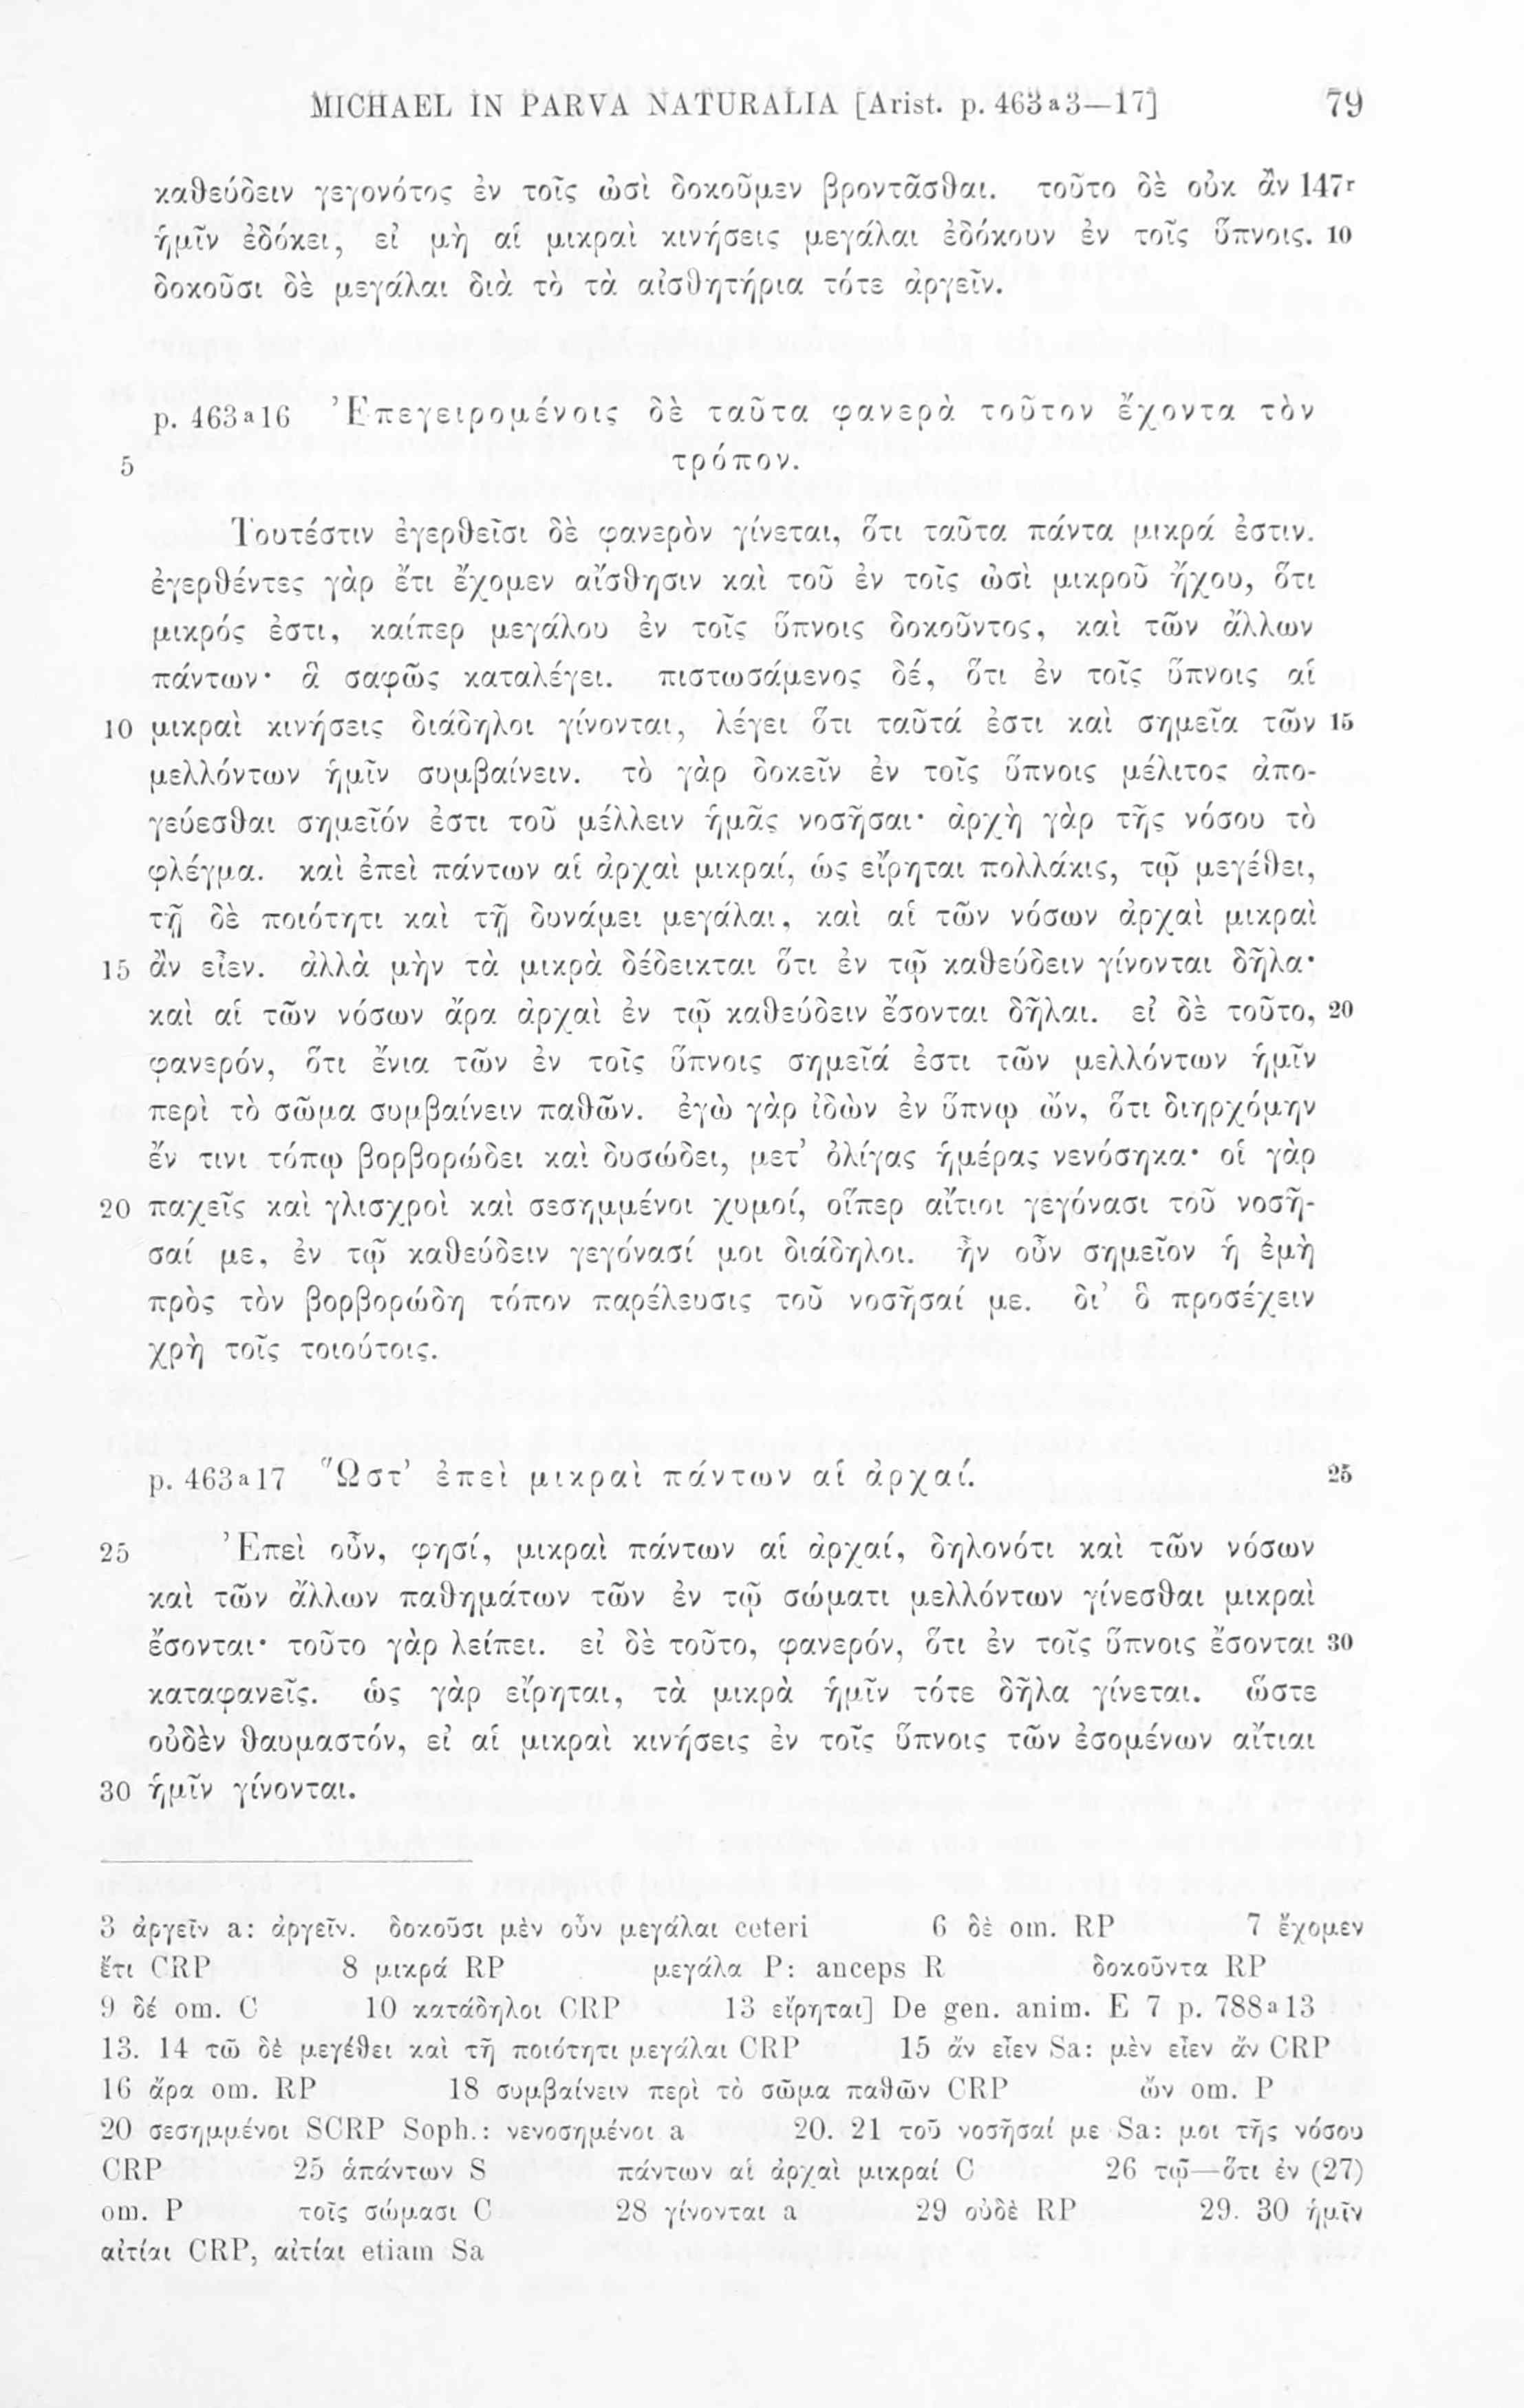 MICHAEL IN PARVA NATURALIA [Arist. p. 463ᵃ3—17] 79
καθεύδειν γεγονότος ἐν τοῖς ὠσὶ δοκοῦμεν βροντᾶσθαι. τοῦτο δὲ οὐκ ἂν 147ʳ
ἡμῖν ἐδόκει, εἰ μὴ αἱ μικραὶ κινήσεις μεγάλαι ἐδόκουν ἐν τοῖς ὕπνοις. 10
δοκοῦσι δὲ μεγάλαι διὰ τὸ τὰ αἰσθητήρια τότε ἀργεῖν.
p. 463ᵃ16 Ἐπεγειρομένοις δὲ ταῦτα φανερὰ τοῦτον ἔχοντα τὸν
5 τρόπον.
Τουτέστιν ἐγερθεῖσι δὲ φανερὸν γίνεται, ὅτι ταῦτα πάντα μικρά ἐστιν.
ἐγερθέντες γὰρ ἔτι ἔχομεν αἴσθησιν καὶ τοῦ ἐν τοῖς ὠσὶ μικροῦ ἤχου, ὅτι
μικρός ἐστι, καίπερ μεγάλου ἐν τοῖς ὕπνοις δοκοῦντος, καὶ τῶν ἄλλων
πάντων· ἃ σαφῶς καταλέγει. πιστωσάμενος δέ, ὅτι ἐν τοῖς ὕπνοις αἱ
10 μικραὶ κινήσεις διάδηλοι γίνονται, λέγει ὅτι ταῦτά ἐστι καὶ σημεῖα τῶν 15
μελλόντων ἡμῖν συμβαίνειν. τὸ γὰρ δοκεῖν ἐν τοῖς ὕπνοις μέλιτος ἀπο-
γεύεσθαι σημεῖόν ἐστι τοῦ μέλλειν ἡμᾶς νοσῆσαι· ἀρχὴ γὰρ τῆς νόσου τὸ
φλέγμα. καὶ ἐπεὶ πάντων αἱ ἀρχαὶ μικραί, ὡς εἴρηται πολλάκις, τῷ μεγέθει,
τῇ δὲ ποιότητι καὶ τῇ δυνάμει μεγάλαι, καὶ αἱ τῶν νόσων ἀρχαὶ μικραὶ
15 ἂν εἶεν. ἀλλὰ μὴν τὰ μικρὰ δέδεικται ὅτι ἐν τῷ καθεύδειν γίνονται δῆλα·
καὶ αἱ τῶν νόσων ἄρα ἀρχαὶ ἐν τῷ καθεύδειν ἔσονται δῆλαι. εἰ δὲ τοῦτο, 20
φανερόν, ὅτι ἔνια τῶν ἐν τοῖς ὕπνοις σημεῖά ἐστι τῶν μελλόντων ἡμῖν
περὶ τὸ σῶμα συμβαίνειν παθῶν. ἐγὼ γὰρ ἰδὼν ἐν ὕπνῳ ὤν, ὅτι διηρχόμην
ἔν τινι τόπῳ βορβορώδει καὶ δυσώδει, μετ’ ὀλίγας ἡμέρας νενόσηκα· οἱ γὰρ
20 παχεῖς καὶ γλισχροὶ καὶ σεσημμένοι χυμοί, οἵπερ αἴτιοι γεγόνασι τοῦ νοσῆ-
σαί με, ἐν τῷ καθεύδειν γεγόνασί μοι διάδηλοι. ἦν οὖν σημεῖον ἡ ἐμὴ
πρὸς τὸν βορβορώδη τόπον παρέλευσις τοῦ νοσῆσαί με. δι’ ὃ προσέχειν
χρὴ τοῖς τοιούτοις.
p. 463ᵃ17 Ὥστ’ ἐπεὶ μικραὶ πάντων αἱ ἀρχαί. 25
25 Ἐπεὶ οὖν, φησί, μικραὶ πάντων αἱ ἀρχαί, δηλονότι καὶ τῶν νόσων
καὶ τῶν ἄλλων παθημάτων τῶν ἐν τῷ σώματι μελλόντων γίνεσθαι μικραὶ
ἔσονται· τοῦτο γὰρ λείπει. εἰ δὲ τοῦτο, φανερόν, ὅτι ἐν τοῖς ὕπνοις ἔσονται 30
καταφανεῖς. ὡς γὰρ εἴρηται, τὰ μικρὰ ἡμῖν τότε δῆλα γίνεται. ὥστε
οὐδὲν θαυμαστόν, εἰ αἱ μικραὶ κινήσεις ἐν τοῖς ὕπνοις τῶν ἐσομένων αἴτιαι
30 ἡμῖν γίνονται.
3 ἀργεῖν a: ἀργεῖν. δοκοῦσι μὲν οὖν μεγάλαι ceteri 6 δὲ om. RP 7 ἔχομεν
ἔτι CRP 8 μικρά RP μεγάλα P: anceps R δοκοῦντα RP
9 δέ om. C 10 κατάδηλοι CRP 13 εἴρηται] De gen. anim. E 7 p. 788ᵃ13
13. 14 τῶ δὲ μεγέθει καὶ τῇ ποιότητι μεγάλαι CRP 15 ἂν εἶεν Sa: μὲν εἶεν ἄν CRP
16 ἄρα om. RP 18 συμβαίνειν περὶ τὸ σῶμα παθῶν CRP ὤν om. P
20 σεσημμένοι SCRP Soph.: νενοσημένοι a 20. 21 τοῦ νοσῆσαί με Sa: μοι τῆς νόσου
CRP 25 ἁπάντων S πάντων αἱ ἀρχαὶ μικραί C 26 τῷ—ὅτι ἐν (27)
om. P τοῖς σώμασι C 28 γίνονται a 29 οὐδὲ RP 29. 30 ἡμῖν
αἰτίαι CRP, αἰτίαι etiam Sa